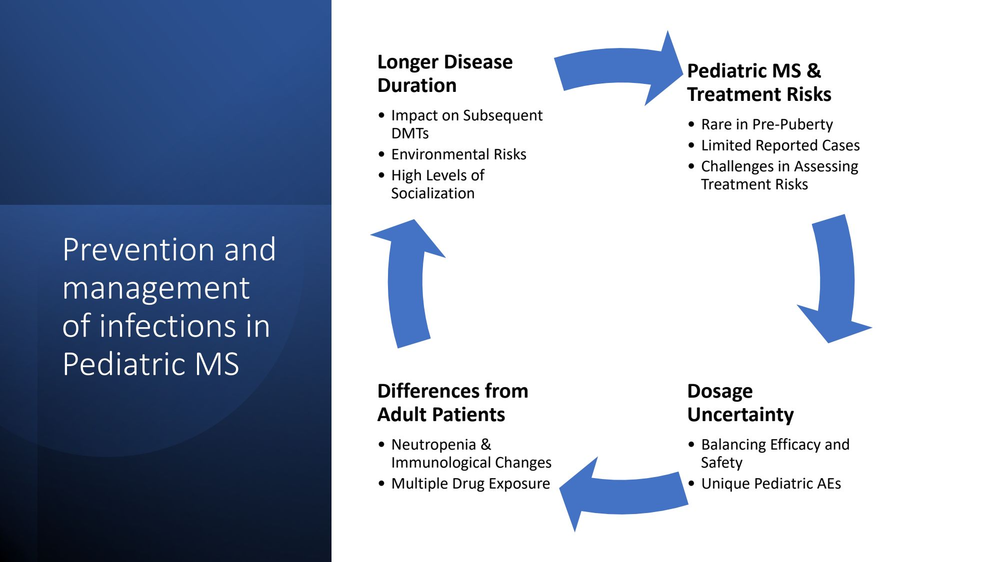 Prevention and
management
of infections in
Pediatric MS
Longer Disease
Duration
• Impact on Subsequent
DMTs
• Environmental Risks
• High Levels of
Socialization
Pediatric MS &
Treatment Risks
• Rare in Pre-Puberty
• Limited Reported Cases
• Challenges in Assessing
Treatment Risks
Dosage
Uncertainty
• Balancing Efficacy and
Safety
• Unique Pediatric AEs
Differences from
Adult Patients
• Neutropenia &
Immunological Changes
• Multiple Drug Exposure